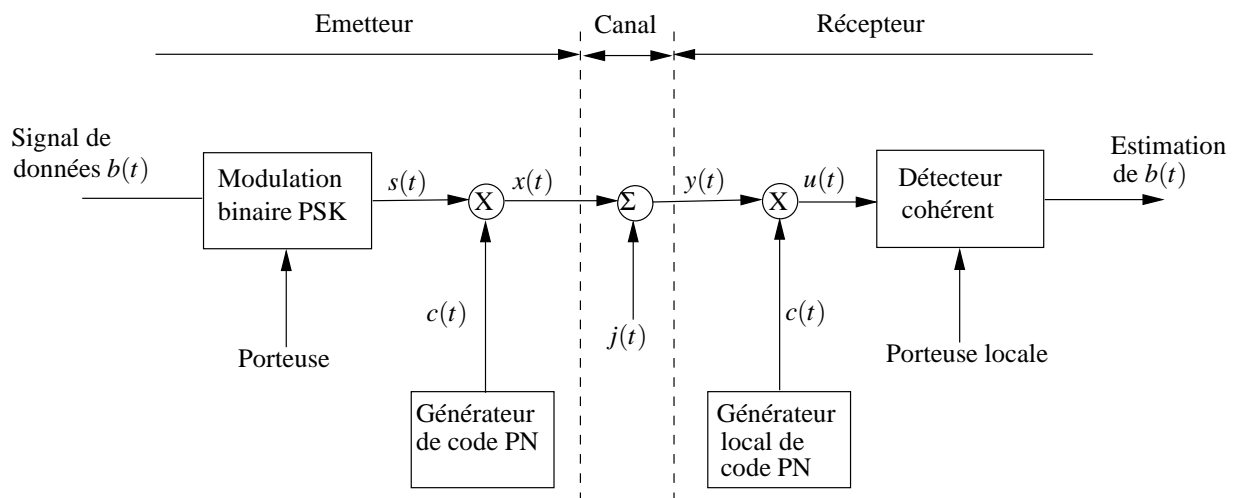 Emetteur
Canal
Récepteur
Signal de
données b(t)
Modulation
binaire PSK
s(t)
X
x(t)
Σ
y(t)
X
u(t)
Détecteur
cohérent
Estimation
de b(t)
c(t)
j(t)
c(t)
Porteuse
Porteuse locale
Générateur
de code PN
Générateur
local de
code PN